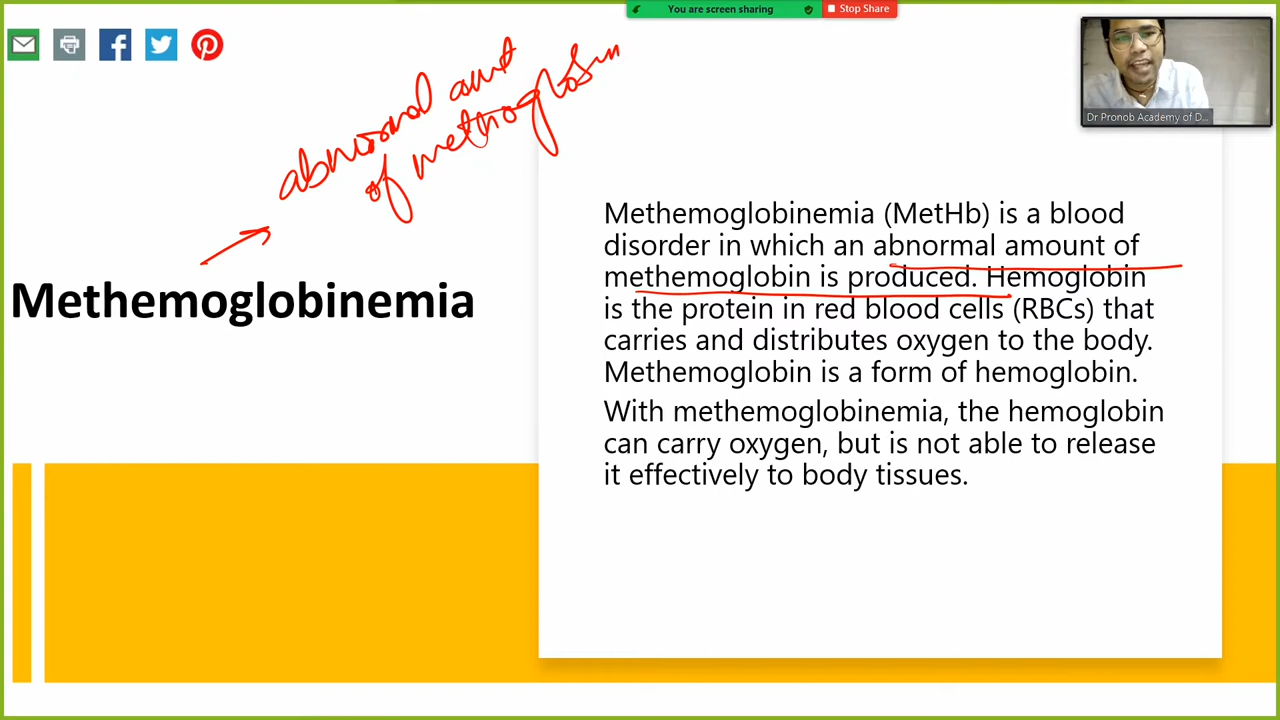 You are screen sharing
Stop Share
abnormal amt
of methoglobin
Dr Pronob Academy of D...
Methemoglobinemia
Methemoglobinemia (MetHb) is a blood
disorder in which an abnormal amount of
methemoglobin is produced. Hemoglobin
is the protein in red blood cells (RBCs) that
carries and distributes oxygen to the body.
Methemoglobin is a form of hemoglobin.
With methemoglobinemia, the hemoglobin
can carry oxygen, but is not able to release
it effectively to body tissues.